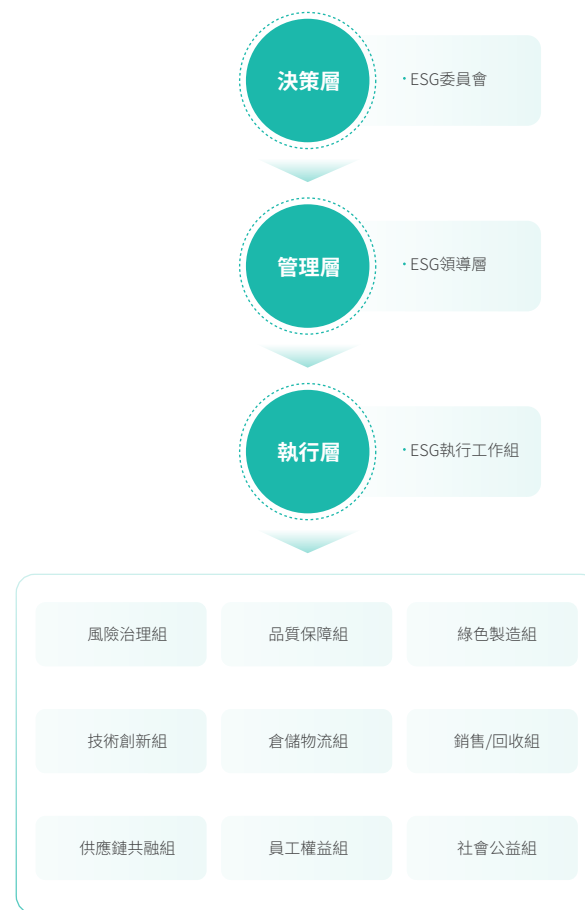 決策層
·ESG委員會
管理層
·ESG領導層
執行層
·ESG執行工作組
風險治理組
品質保障組
綠色製造組
技術創新組
倉儲物流組
銷售/回收組
供應鏈共融組
員工權益組
社會公益組